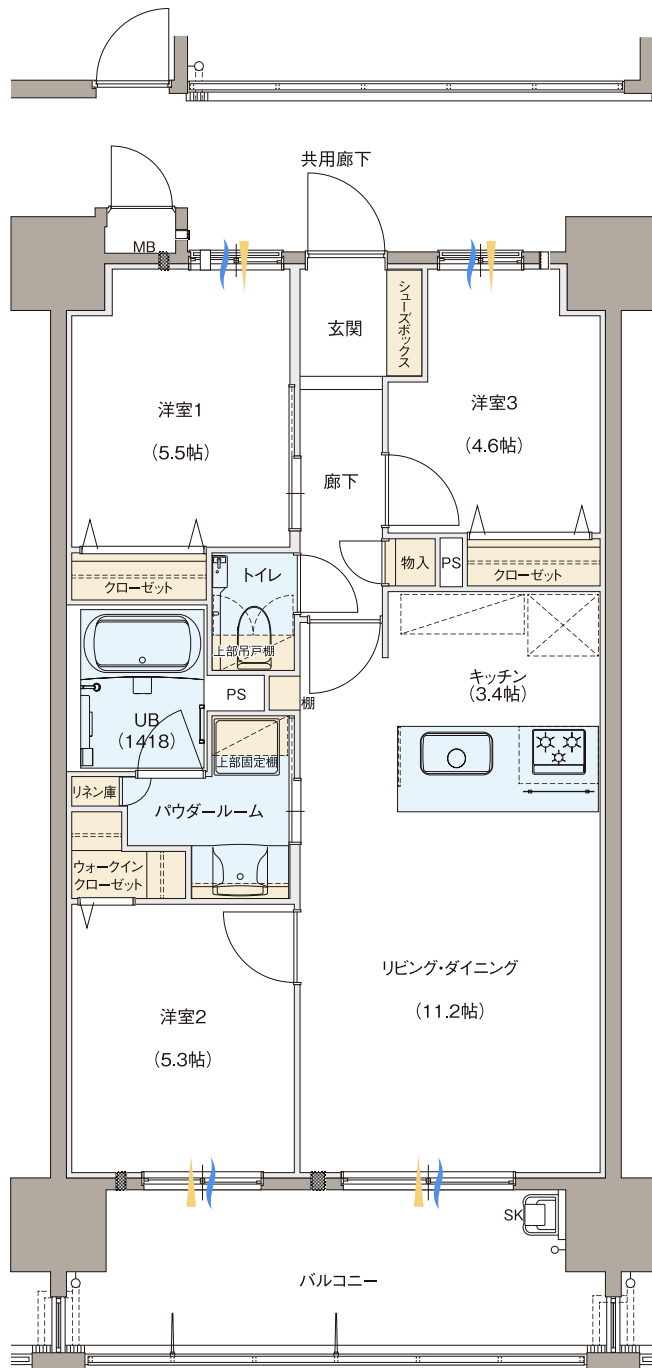 共用廊下
MB
玄関
シューズボックス
洋室1
(5.5帖)
洋室3
(4.6帖)
廊下
トイレ
物入
PS
クローゼット
クローゼット
上部吊戸棚
キッチン
(3.4帖)
PS
棚
UB
(1418)
上部固定棚
リネン庫
パウダールーム
ウォークイン
クローゼット
リビング・ダイニング
(11.2帖)
洋室2
(5.3帖)
SK
バルコニー